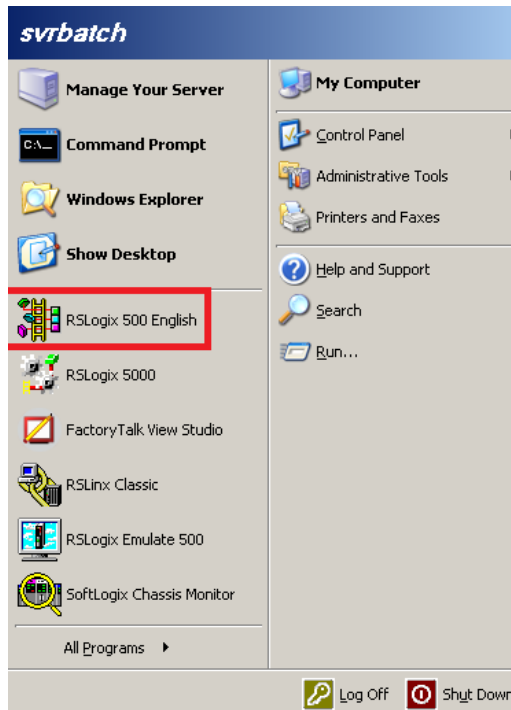 svrbatch
Manage Your Server
Command Prompt
Windows Explorer
Show Desktop
RSLogix 500 English
RSLogix 5000
FactoryTalk View Studio
RSLinx Classic
RSLogix Emulate 500
SoftLogix Chassis Monitor
All Programs
My Computer
Control Panel
Administrative Tools
Printers and Faxes
Help and Support
Search
Run...
Log Off
Shut Down